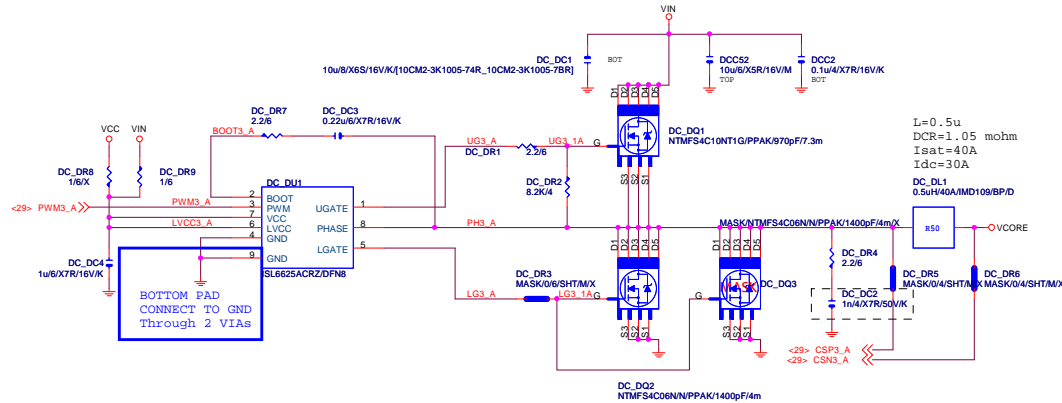 VIN
DC_DC1
BOT
10u/8/X6S/16V/K/[10CM2-3K1005-74R_10CM2-3K1005-7BR]
DCC52
10u/6/X5R/16V/M
TOP
DCC2
0.1u/4/X7R/16V/K
BOT
D1 D2 D3 D4 D5
G
S3 S2 S1
DC_DQ1
NTMFS4C10NT1G/PPAK/970pF/7.3m
L=0.5u
DCR=1.05 mohm
Isat=40A
Idc=30A
DC_DR7
2.2/6
DC_DC3
0.22u/6/X7R/16V/K
BOOT3_A
UG3_A
UG3_1A
DC_DR1
2.2/6
DC_DR2
8.2K/4
VCC
VIN
DC_DR8
1/6/X
DC_DR9
1/6
DC_DU1
<29> PWM3_A
LVCC3_A
2 BOOT
3 PWM
7 VCC
6 LVCC
4 GND
9 GND
UGATE 1
PHASE 8
LGATE 5
ISL6625ACRZ/DFN8
PH3_A
DC_DC4
1u/6/X7R/16V/K
BOTTOM PAD
CONNECT TO GND
Through 2 VIAs
LG3_A
LG3_1A
DC_DR3
MASK/0/6/SHT/M/X
D1 D2 D3 D4 D5
G
S3 S2 S1
DC_DQ2
NTMFS4C06N/N/PPAK/1400pF/4m
MASK/NTMFS4C06N/N/PPAK/1400pF/4m/X
D1 D2 D3 D4 D5
G
MASK
S3 S2 S1
DC_DQ3
DC_DR4
2.2/6
DC_DC2
1n/4/X7R/50V/K
DC_DL1
0.5uH/40A/IMD109/BP/D
R50
VCORE
DC_DR5
MASK/0/4/SHT/M/X
DC_DR6
MASK/0/4/SHT/M/X
<29> CSP3_A
<29> CSN3_A